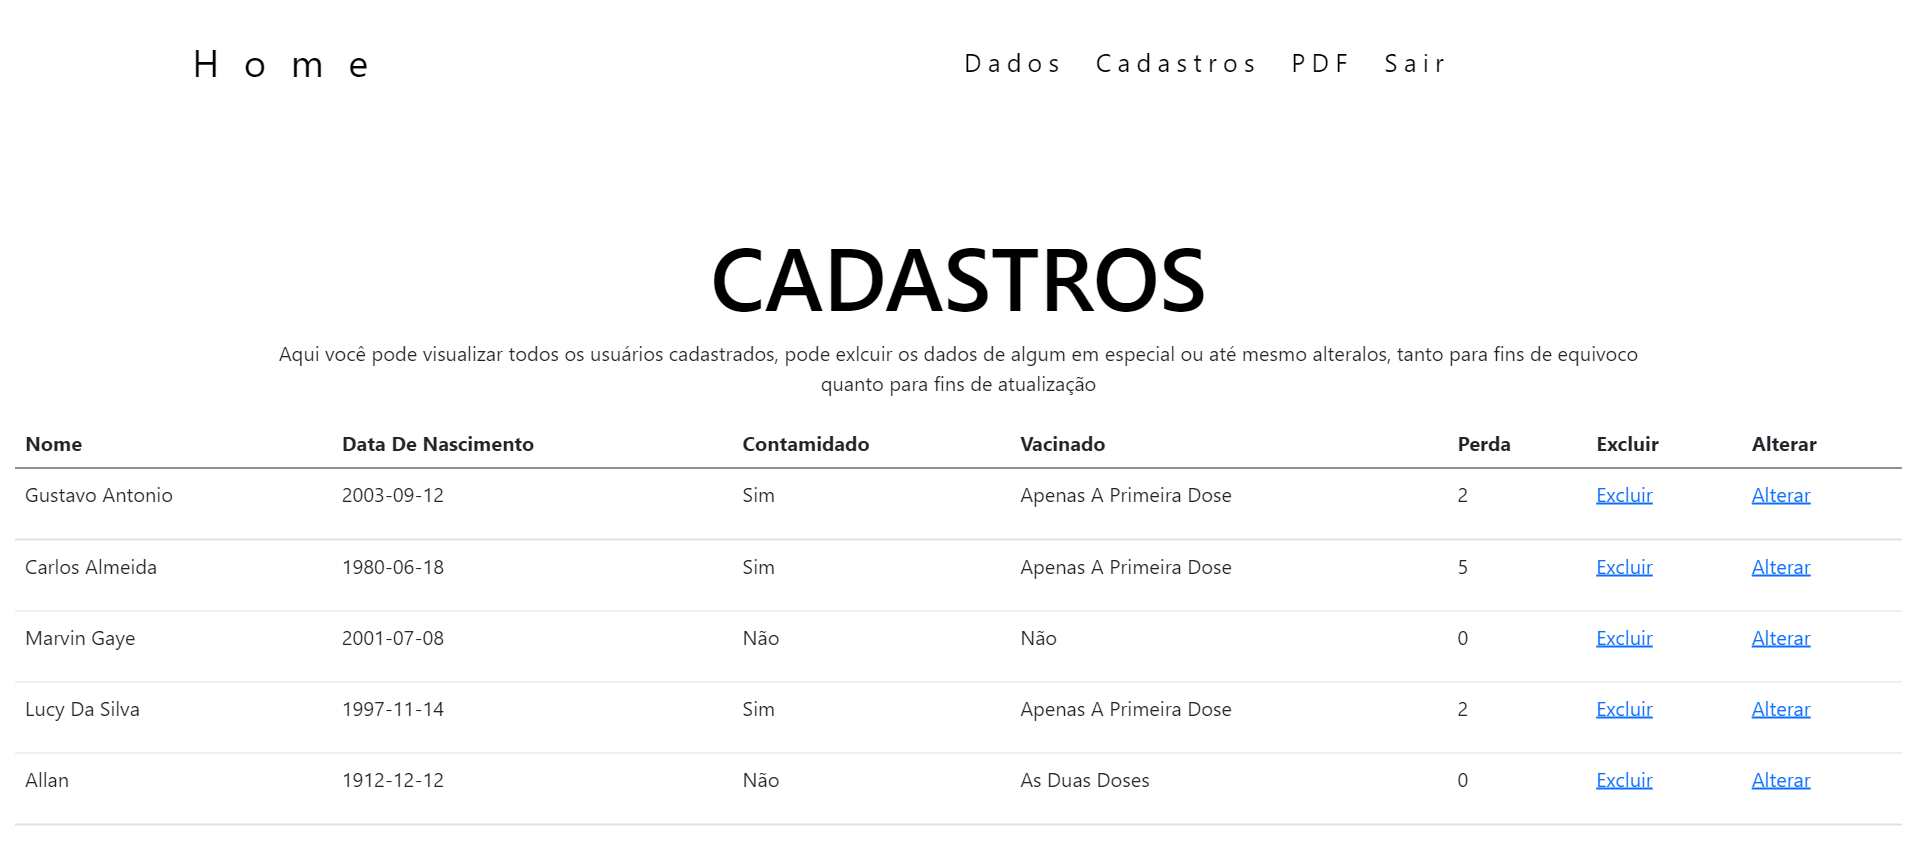 H o m e
Dados Cadastros PDF Sair
CADASTROS
Aqui você pode visualizar todos os usuários cadastrados, pode exlcuir os dados de algum em especial ou até mesmo alteralos, tanto para fins de equivoco
quanto para fins de atualização
Nome Data De Nascimento Contamidado Vacinado Perda Excluir Alterar
Gustavo Antonio 2003-09-12 Sim Apenas A Primeira Dose 2 Excluir Alterar
Carlos Almeida 1980-06-18 Sim Apenas A Primeira Dose 5 Excluir Alterar
Marvin Gaye 2001-07-08 Não Não 0 Excluir Alterar
Lucy Da Silva 1997-11-14 Sim Apenas A Primeira Dose 2 Excluir Alterar
Allan 1912-12-12 Não As Duas Doses 0 Excluir Alterar